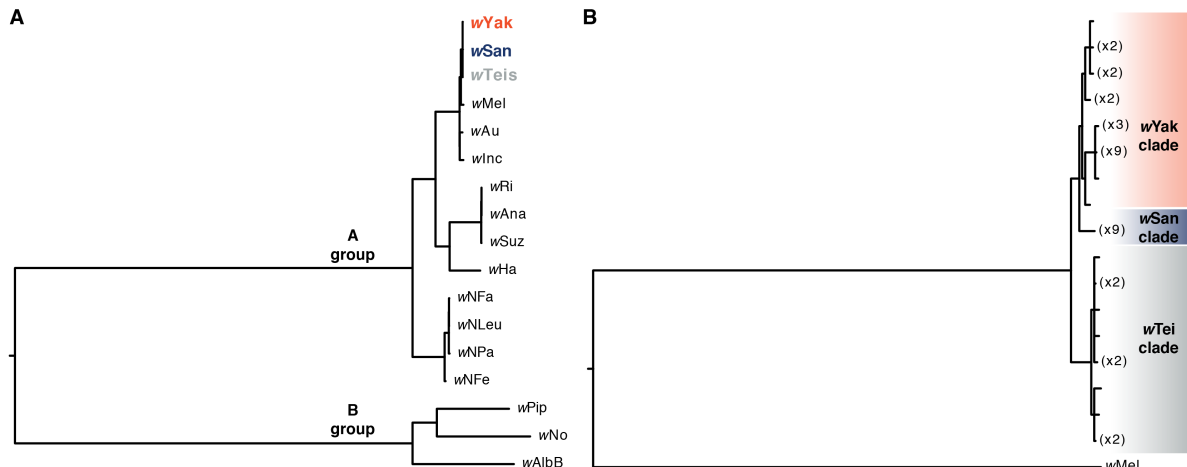 A
wYak
wSan
wTeis
wMel
wAu
wInc
wRi
wAna
wSuz
wHa
A
group
wNFa
wNLeu
wNPa
wNFe
B
group
wPip
wNo
wAlbB
B
(x2)
(x2)
(x2)
(x3)
(x9)
wYak
clade
(x9)
wSan
clade
(x2)
(x2)
(x2)
wTei
clade
wMel